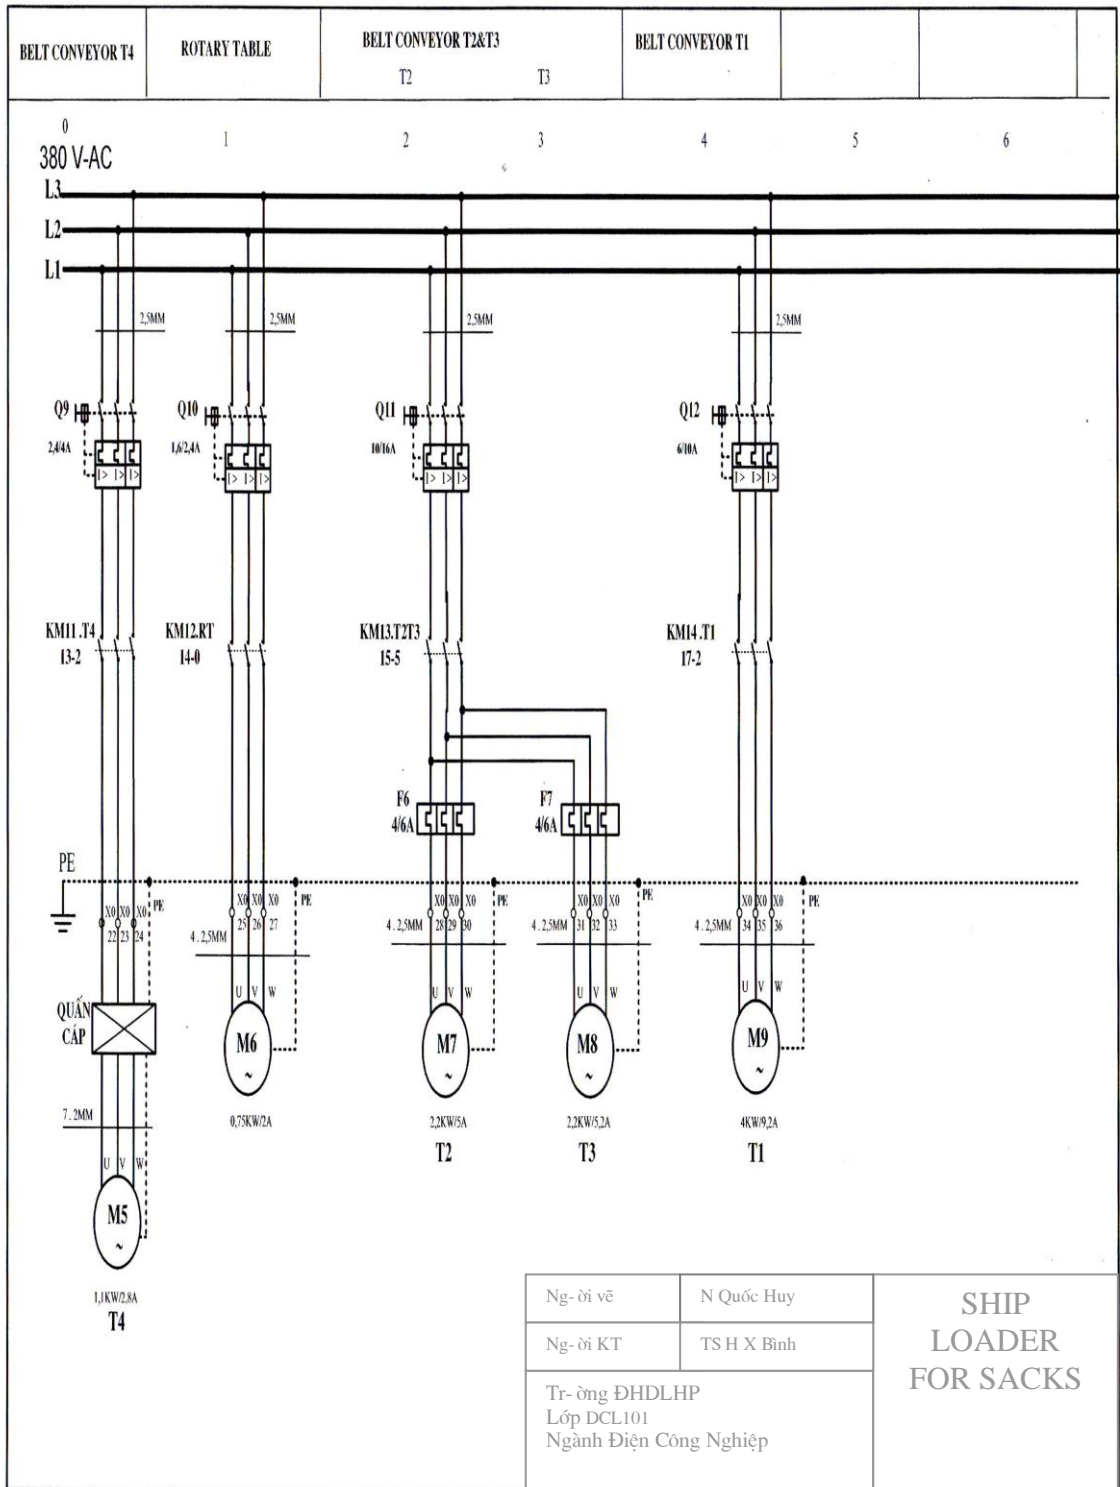 BELT CONVEYOR T4
ROTARY TABLE
BELT CONVEYOR T2&T3
BELT CONVEYOR T1
T2
T3
0
1
2
3
4
5
6
380 V-AC
L3
L2
L1
2,5MM
2,5MM
2.5MM
2,5MM
Q9
Q10
Q11
Q12
2,4/4A
1,6/2,4A
10/16A
6/10A
I> I> I>
I> I> I>
I> I> I>
I> I> I>
KM11 .T4
13-2
KM12.RT
14-0
KM13.T2T3
15-5
KM14 .T1
17-2
F6
4/6A
F7
4/6A
PE
X0 X0 X0 PE
22 23 24
X0 X0 X0 PE
25 26 27
4 . 2,5MM
X0 X0 X0 PE
28 29 30
4 . 2,5MM
X0 X0 X0 PE
31 32 33
4 . 2,5MM
X0 X0 X0 PE
34 35 36
4 . 2,5MM
QUẤN
CÁP
U V W
M6
~
0,75KW/2A
U V W
M7
~
2,2KW/5A
T2
U V W
M8
~
2,2KW/5,2A
T3
U V W
M9
~
4KW/9,2A
T1
7 . 2MM
U V W
M5
~
1,1KW/2,8A
T4
Ng- ời vẽ
N Quốc Huy
Ng- ời KT
TS H X Bình
Tr- ờng ĐHDLHP
Lớp DCL101
Ngành Điện Công Nghiệp
SHIP
LOADER
FOR SACKS